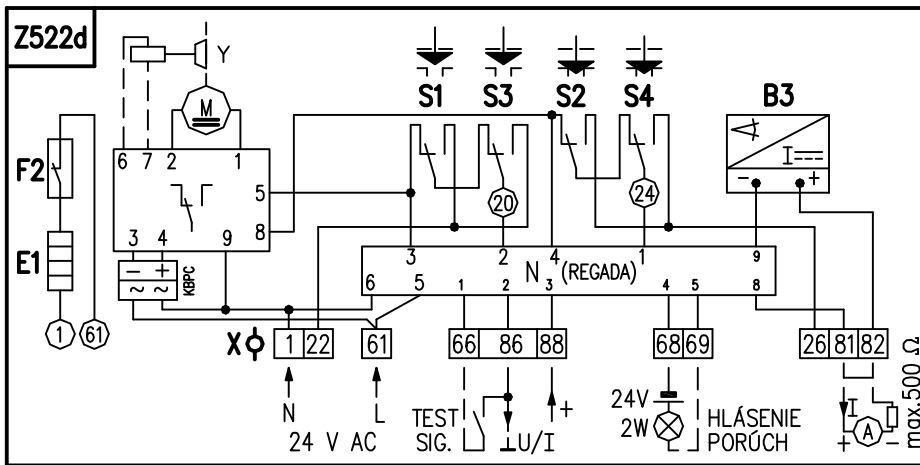 Z522d
Y
M
S1 S3 S2 S4 B3
I
- +
F2
E1
6 7 2 1
5
8
3 4 9
- +
~ ~
KBPC
20
24
3 2 4 1 9
N (REGADA)
6 5 1 2 3 4 5 8
1 61
X 1 22 61 66 86 88 68 69 26 81 82
N L
24 V AC
TEST
SIG.
U/I
+
24V
2W
HLÁSENIE
PORÚCH
I
A
+ -
max.500 Ω